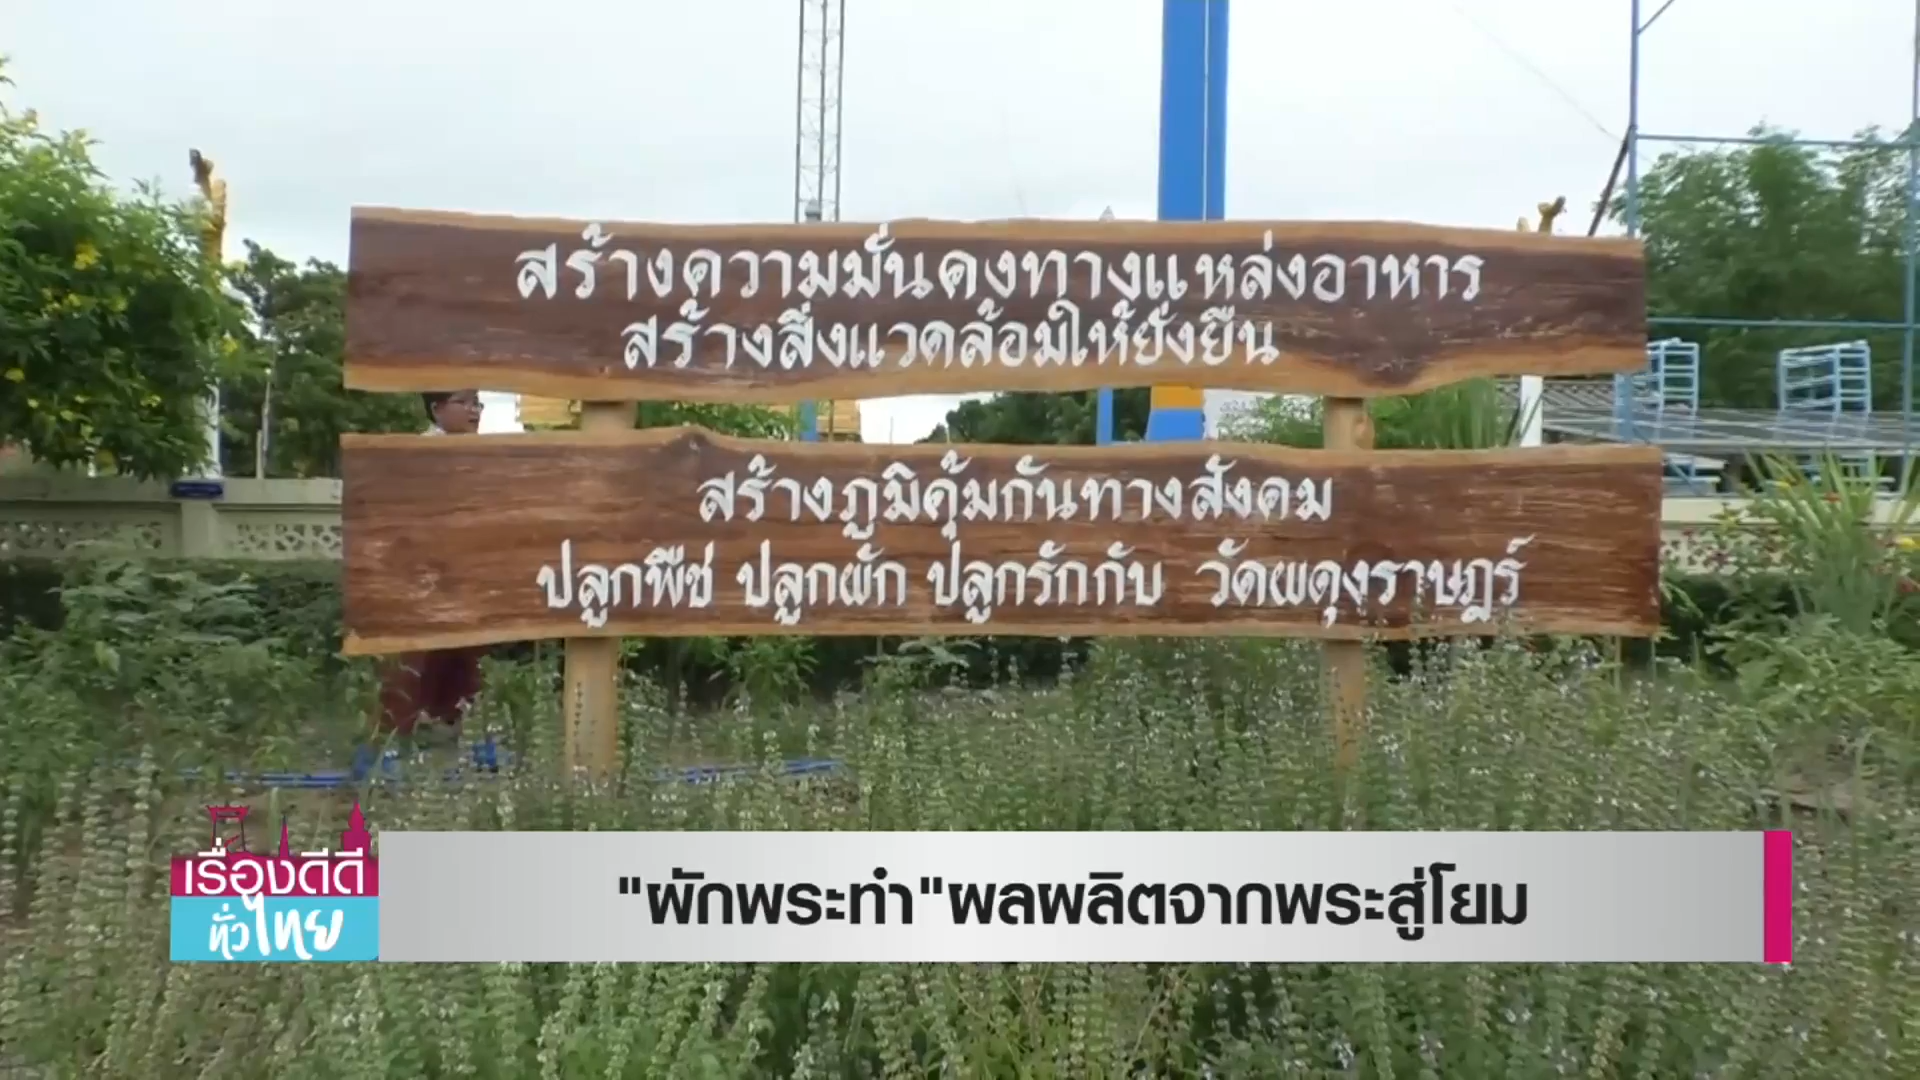 สร้างความมั่นคงทางแหล่งอาหาร
สร้างสิ่งแวดล้อมให้ยั่งยืน
สร้างภูมิคุ้มกันทางสังคม
ปลูกพืช ปลูกผัก ปลูกรักกับ วัดผดุงราษฎร์
เรื่องดีดี
ทั่วไทย
"ผักพระทำ"ผลผลิตจากพระสู่โยม